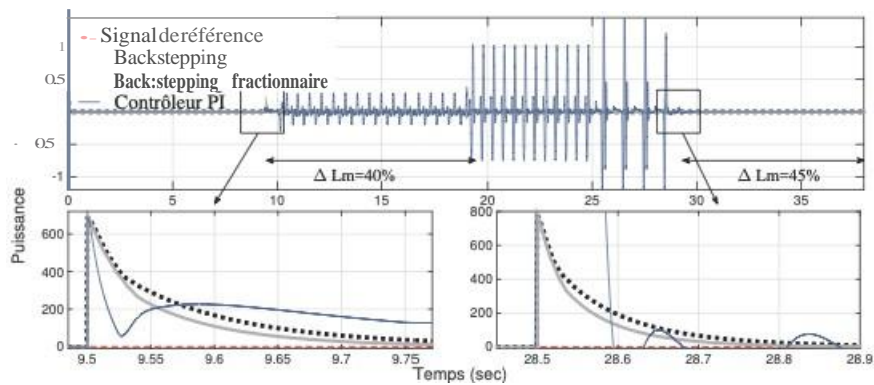 Signal de référence
Backstepping
Back:stepping fractionnaire
Contrôleur PI
1
0.5
- 0.5
-1
Δ Lm=40%
Δ Lm=45%
0 5 10 15 20 25 30 35
Puissance
600
400
200
0
9.5 9.55 9.6 9.65 9.7 9.75
800
600
400
200
0
28.5 28.6 28.7 28.8 28.9
Temps (sec)